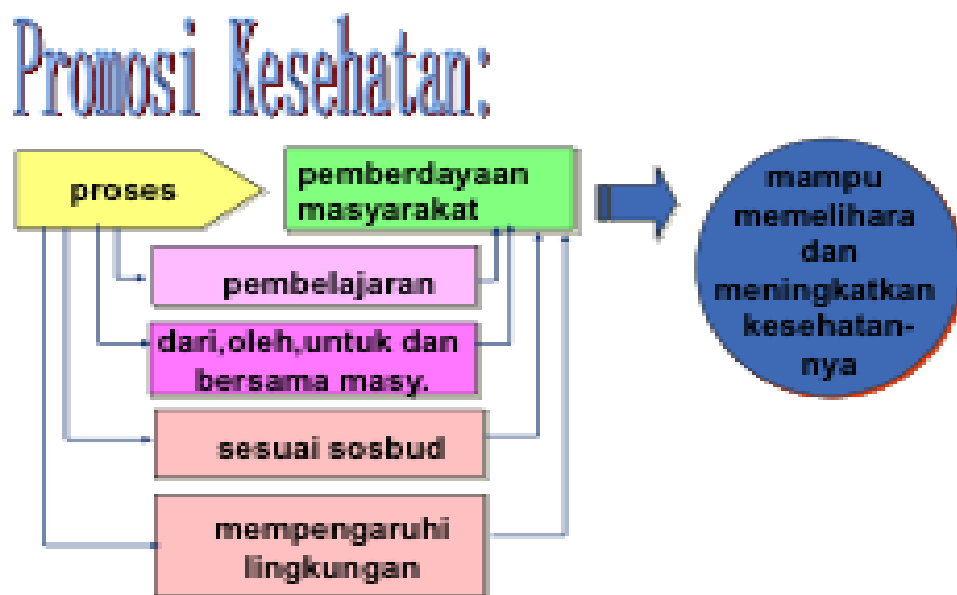 Promosi Kesehatan:
proses
pemberdayaan
masyarakat
pembelajaran
dari,oleh,untuk dan
bersama masy.
sesuai sosbud
mempengaruhi
lingkungan
mampu
memelihara
dan
meningkatkan
kesehatan-
nya